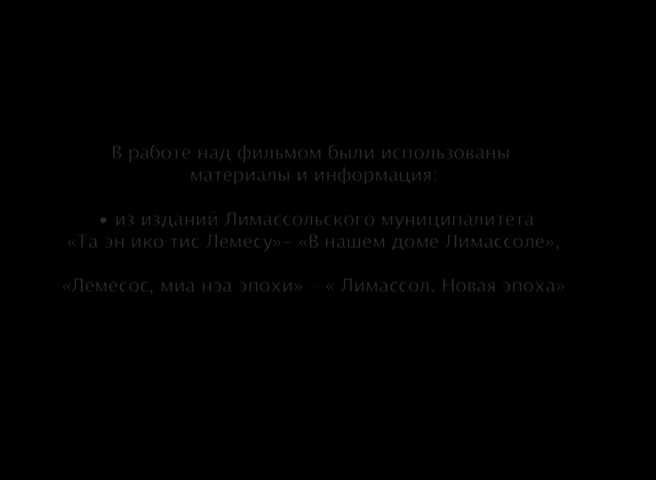 В работе над фильмом были использованы
материалы и информация:
• из изданий Лимассольского муниципалитета
«Та эн ико тис Лемесу»– «В нашем доме Лимассоле»,
«Лемесос, миа нэа эпохи» – « Лимассол. Новая эпоха»